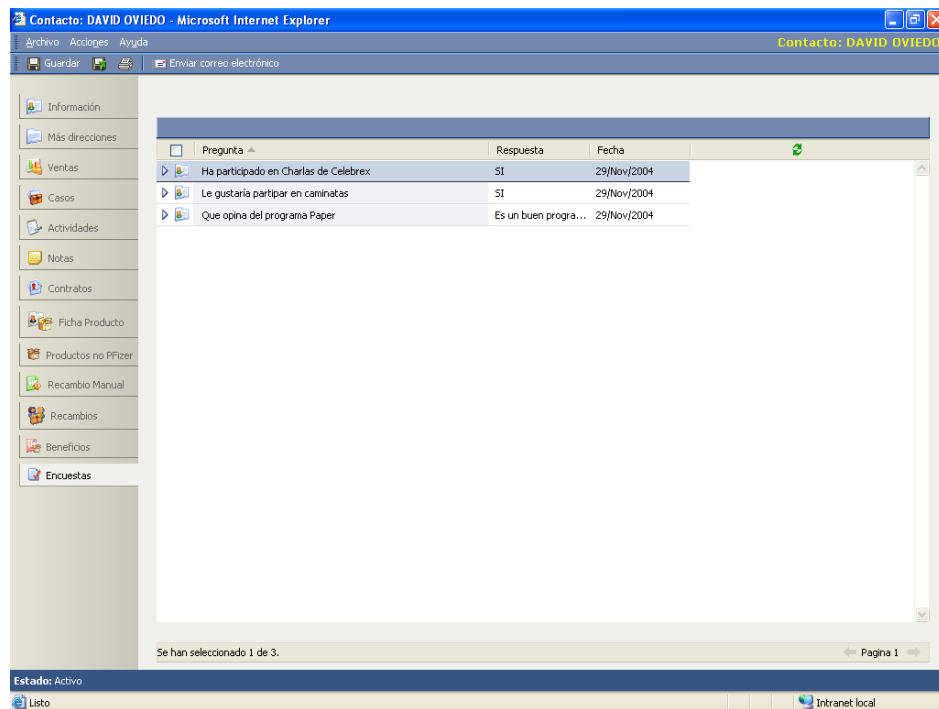 Contacto: DAVID OVIEDO - Microsoft Internet Explorer
Archivo Acciones Ayuda
Contacto: DAVID OVIEDO
Guardar Enviar correo electrónico
Información
Más direcciones
Ventas
Casos
Actividades
Notas
Contratos
Ficha Producto
Productos no PFizer
Recambio Manual
Recambios
Beneficios
Encuestas
Pregunta Respuesta Fecha
Ha participado en Charlas de Celebrex SI 29/Nov/2004
Le gustaría partipar en caminatas SI 29/Nov/2004
Que opina del programa Paper Es un buen progra... 29/Nov/2004
Se han seleccionado 1 de 3. Pagina 1
Estado: Activo
Listo Intranet local